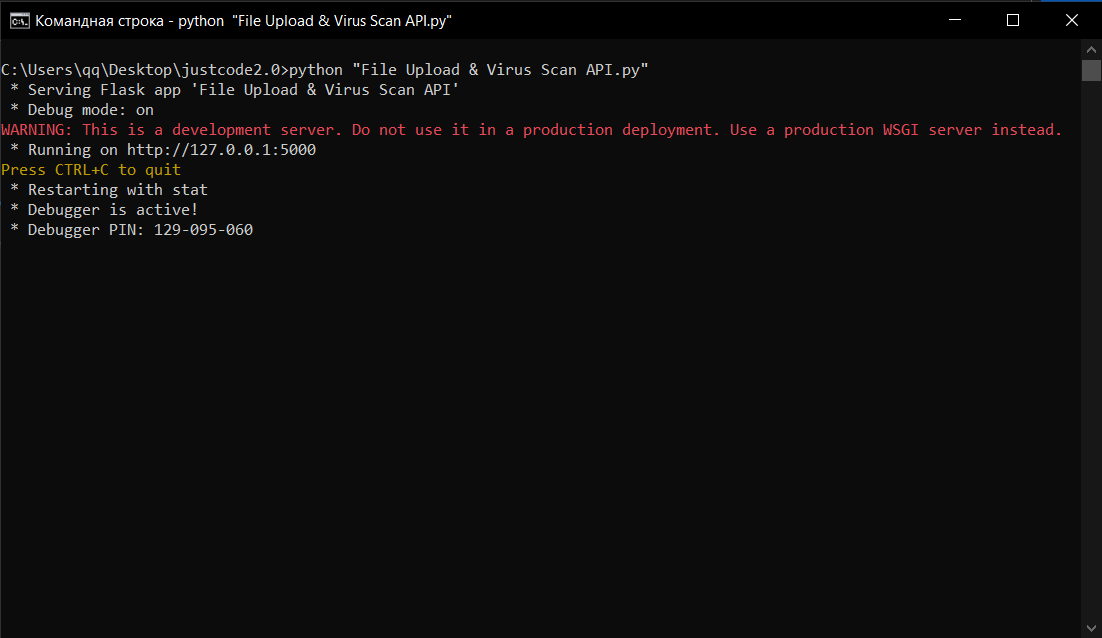 Командная строка - python  "File Upload & Virus Scan API.py"
C:\Users\qq\Desktop\justcode2.0>python "File Upload & Virus Scan API.py"
 * Serving Flask app 'File Upload & Virus Scan API'
 * Debug mode: on
WARNING: This is a development server. Do not use it in a production deployment. Use a production WSGI server instead.
 * Running on http://127.0.0.1:5000
Press CTRL+C to quit
 * Restarting with stat
 * Debugger is active!
 * Debugger PIN: 129-095-060